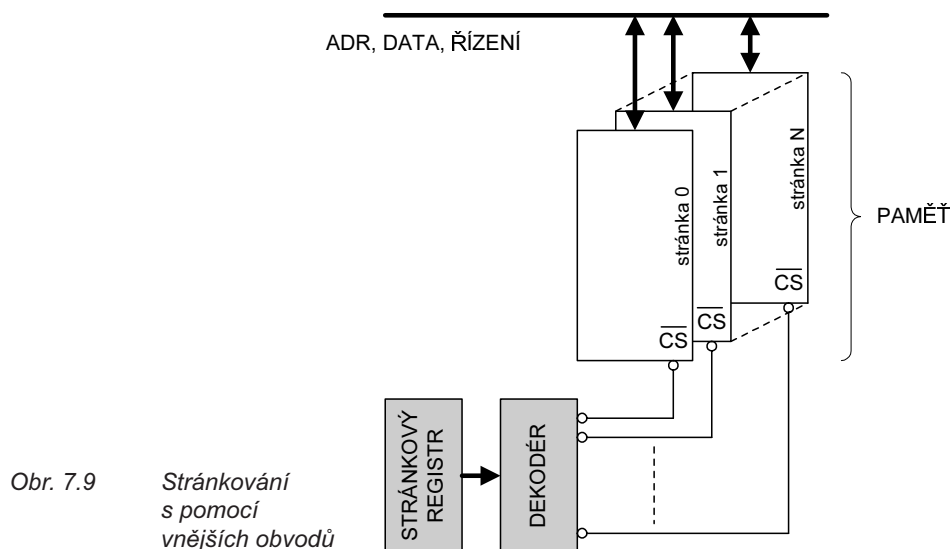 ADR, DATA, ŘÍZENÍ
stránka 0
stránka 1
stránka N
PAMĚŤ
CS
CS
CS
STRÁNKOVÝ
REGISTR
DEKODÉR
Obr. 7.9 Stránkování
s pomocí
vnějších obvodů